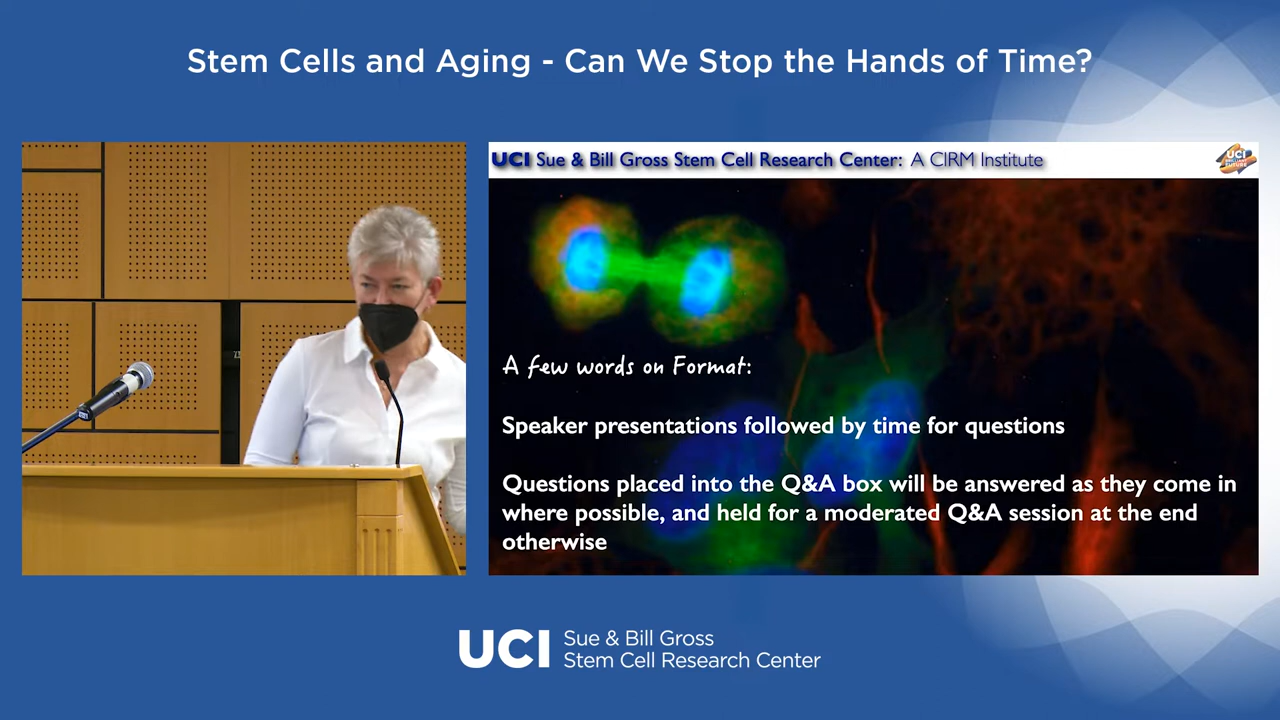 Stem Cells and Aging - Can We Stop the Hands of Time?
UCI Sue & Bill Gross Stem Cell Research Center: A CIRM Institute
UCI
BRILLIANT
FUTURE
A few words on Format:
Speaker presentations followed by time for questions
Questions placed into the Q&A box will be answered as they come in
where possible, and held for a moderated Q&A session at the end
otherwise
UCI Sue & Bill Gross
Stem Cell Research Center